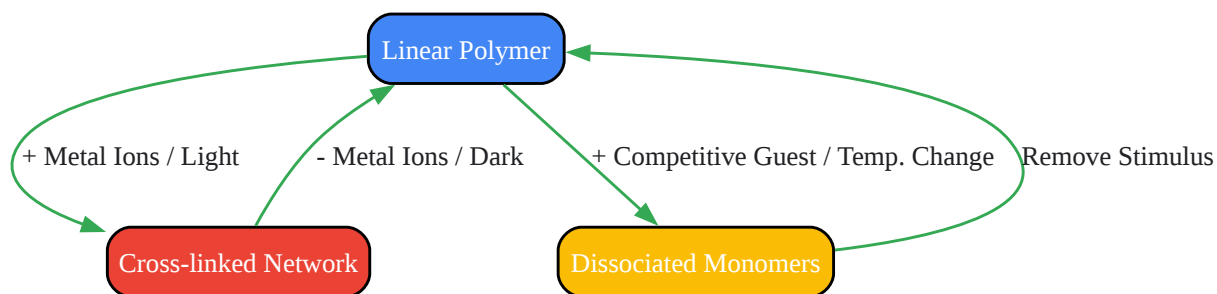 Linear Polymer
+ Metal Ions / Light
- Metal Ions / Dark
+ Competitive Guest / Temp. Change
Remove Stimulus
Cross-linked Network
Dissociated Monomers